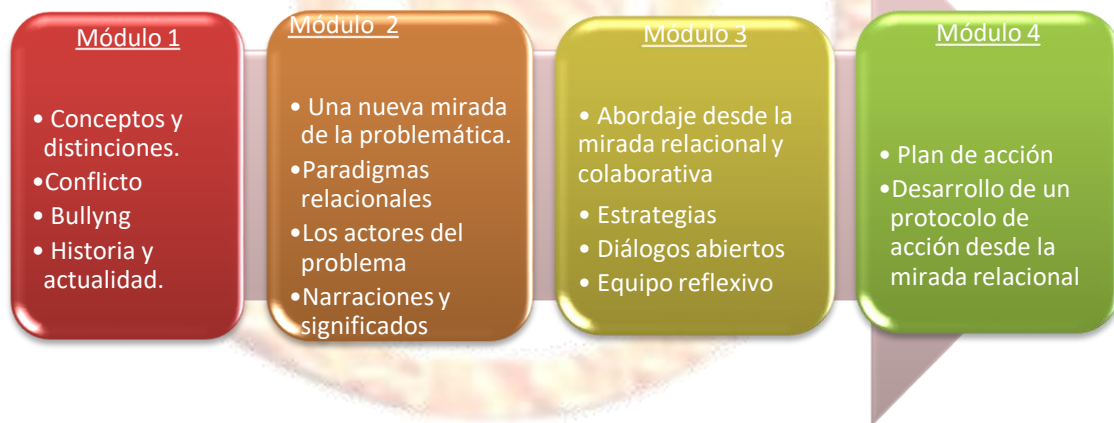 Módulo 1
• Conceptos y
distinciones.
•Conflicto
• Bullyng
• Historia y
actualidad.
Módulo 2
• Una nueva mirada
de la problemática.
•Paradigmas
relacionales
•Los actores del
problema
•Narraciones y
significados
Módulo 3
• Abordaje desde la
mirada relacional y
colaborativa
• Estrategias
• Diálogos abiertos
• Equipo reflexivo
Módulo 4
• Plan de acción
•Desarrollo de un
protocolo de
acción desde la
mirada relacional